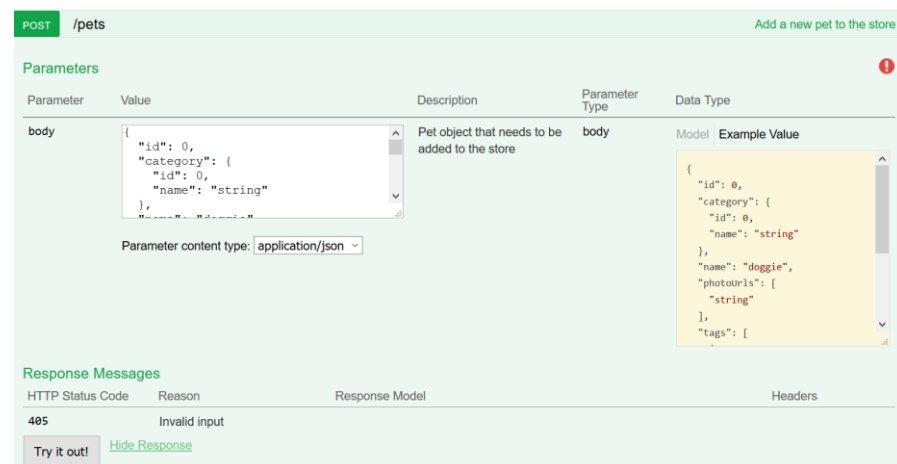 POST /pets Add a new pet to the store
Parameters
Parameter Value Description Parameter Type Data Type
body
{
"id": 0,
"category": {
"id": 0,
"name": "string"
},
Parameter content type: application/json
Pet object that needs to be
added to the store
body
Model Example Value
{
"id": 0,
"category": {
"id": 0,
"name": "string"
},
"name": "doggie",
"photoUrls": [
"string"
],
"tags": [
Response Messages
HTTP Status Code Reason Response Model Headers
405 Invalid input
Try it out! Hide Response